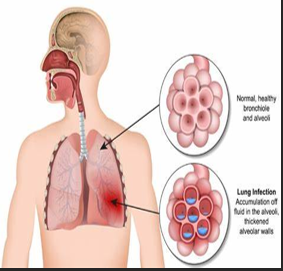 Normal, healthy
bronchiole
and alveoli
Lung Infection
Accumulation off
fluid in the alveoli,
thickened
alveolar walls